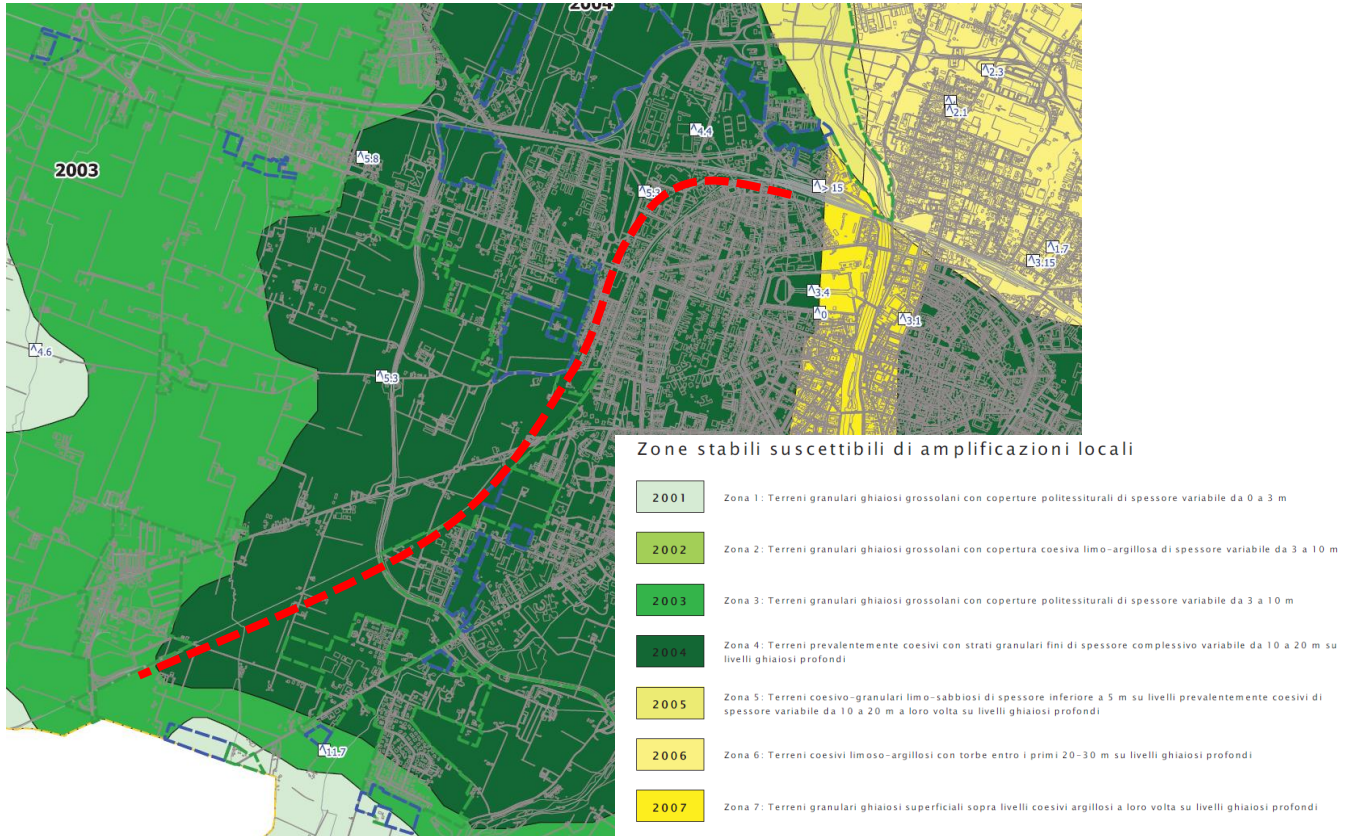 2004
^2.3
^
^2.1
^4.4
^5.8
2003
^> 15
^5.3
^1.7
^3.15
^3.4
^0
^3.1
^4.6
^5.3
Zone stabili suscettibili di amplificazioni locali
2001 Zona 1: Terreni granulari ghiaiosi grossolani con coperture politessiturali di spessore variabile da 0 a 3 m
2002 Zona 2: Terreni granulari ghiaiosi grossolani con copertura coesiva limo-argillosa di spessore variabile da 3 a 10 m
2003 Zona 3: Terreni granulari ghiaiosi grossolani con coperture politessiturali di spessore variabile da 3 a 10 m
2004 Zona 4: Terreni prevalentemente coesivi con strati granulari fini di spessore complessivo variabile da 10 a 20 m su
livelli ghiaiosi profondi
2005 Zona 5: Terreni coesivo-granulari limo-sabbiosi di spessore inferiore a 5 m su livelli prevalentemente coesivi di
spessore variabile da 10 a 20 m a loro volta su livelli ghiaiosi profondi
2006 Zona 6: Terreni coesivi limoso-argillosi con torbe entro i primi 20-30 m su livelli ghiaiosi profondi
^11.7
2007 Zona 7: Terreni granulari ghiaiosi superficiali sopra livelli coesivi argillosi a loro volta su livelli ghiaiosi profondi